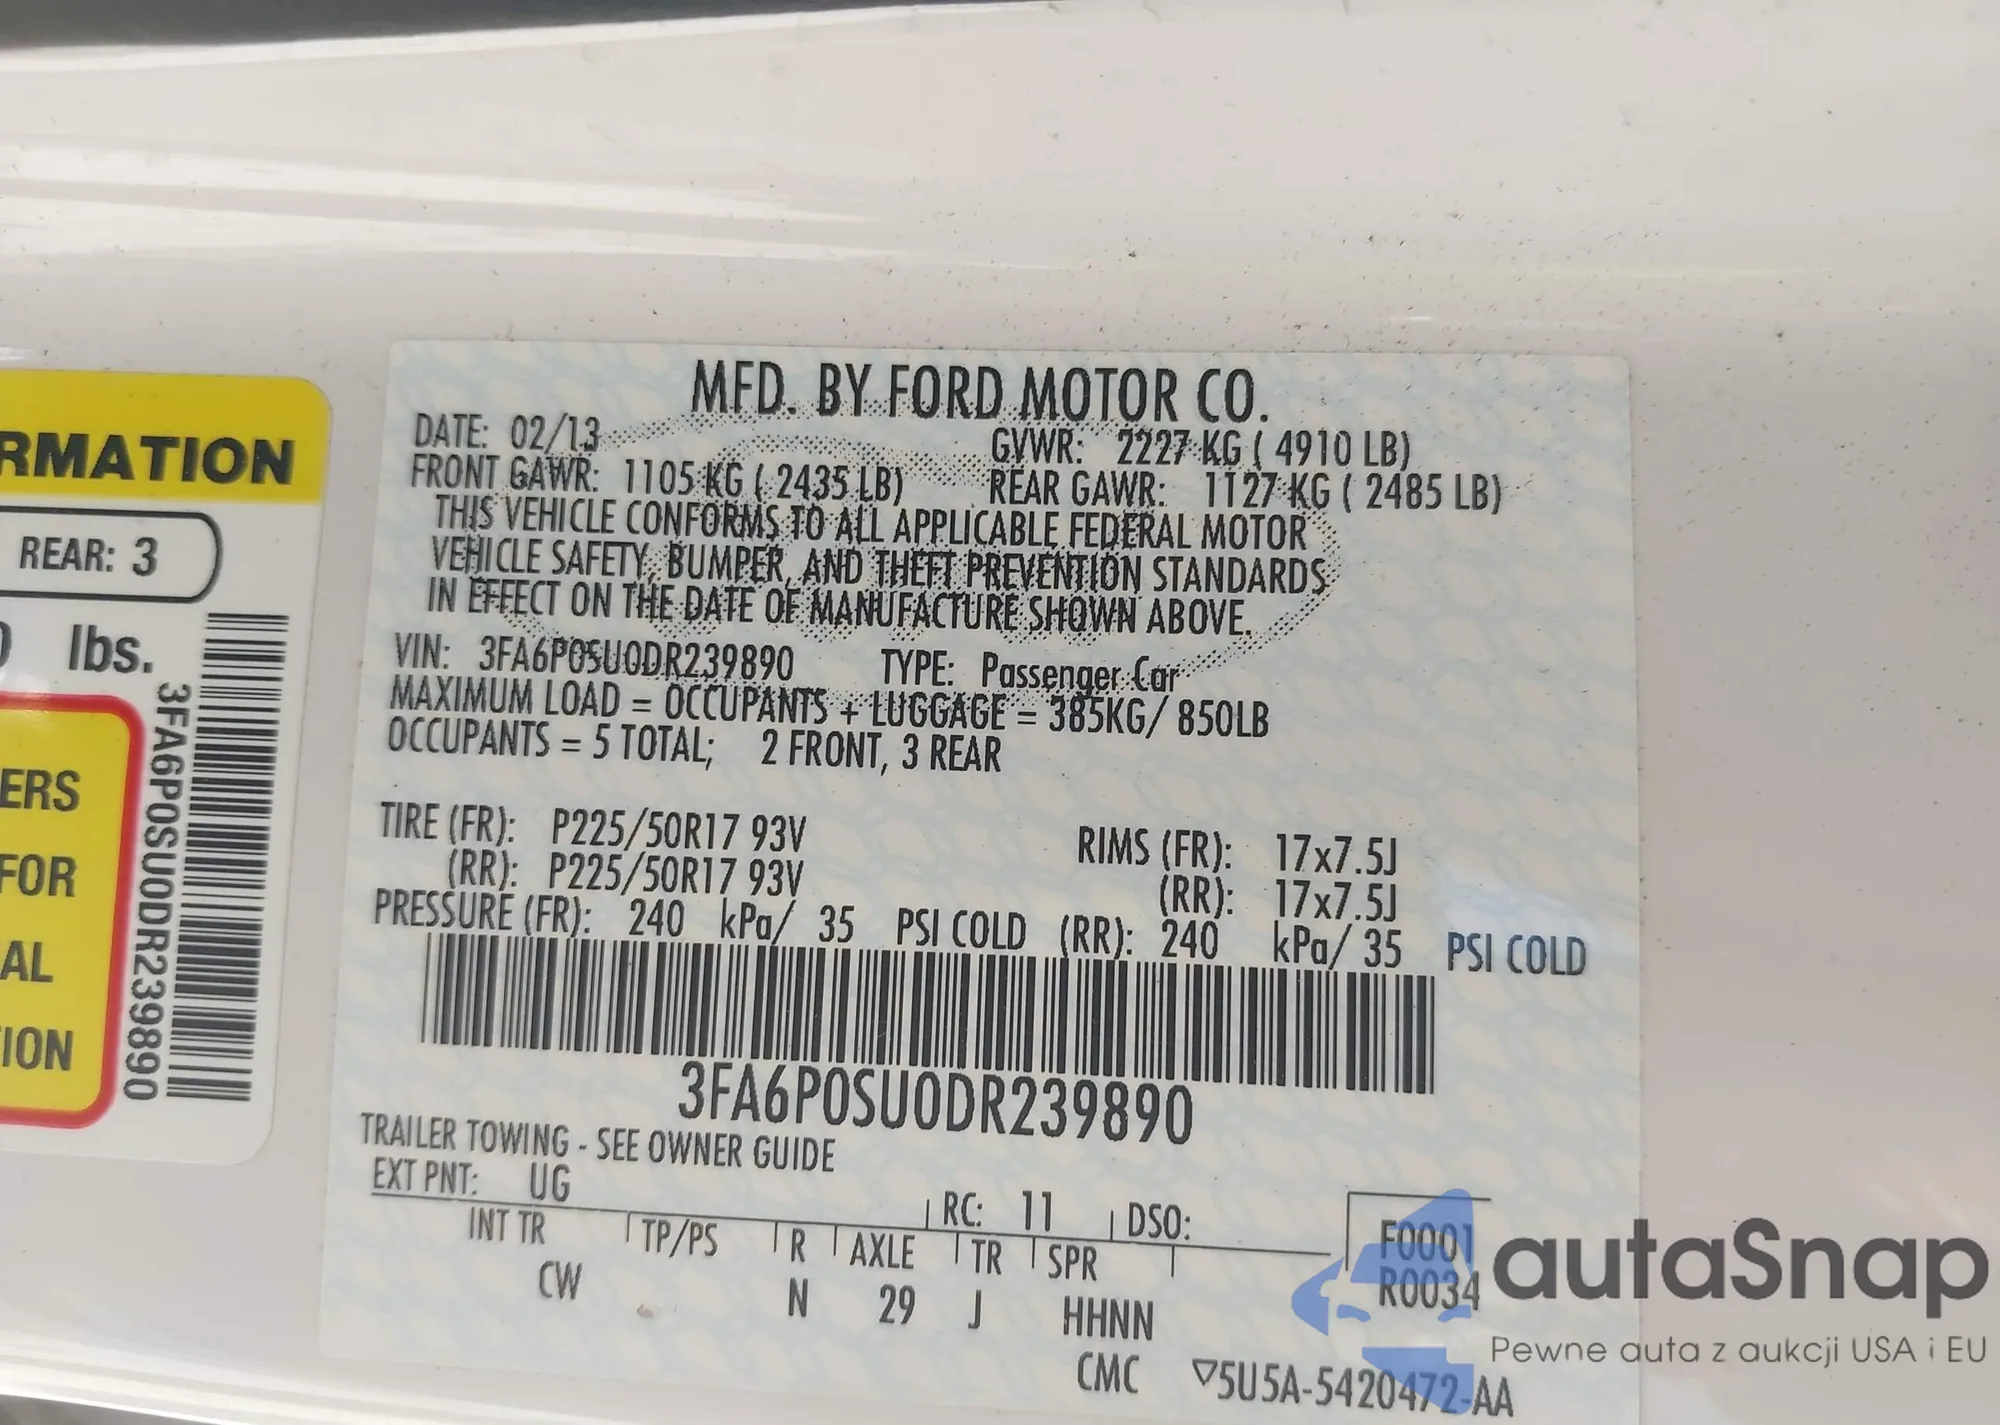 RMATION
REAR: 3
lbs.
3FA6P0SU0DR239890
ERS
FOR
AL
ION
MFD. BY FORD MOTOR CO.
DATE: 02/13 GVWR: 2227 KG ( 4910 LB)
FRONT GAWR: 1105 KG ( 2435 LB) REAR GAWR: 1127 KG ( 2485 LB)
THIS VEHICLE CONFORMS TO ALL APPLICABLE FEDERAL MOTOR
VEHICLE SAFETY, BUMPER, AND THEFT PREVENTION STANDARDS
IN EFFECT ON THE DATE OF MANUFACTURE SHOWN ABOVE.
VIN: 3FA6P0SU0DR239890 TYPE: Passenger Car
MAXIMUM LOAD = OCCUPANTS + LUGGAGE = 385KG/ 850LB
OCCUPANTS = 5 TOTAL; 2 FRONT, 3 REAR
TIRE (FR): P225/50R17 93V RIMS (FR): 17x7.5J
(RR): P225/50R17 93V (RR): 17x7.5J
PRESSURE (FR): 240 kPa/ 35 PSI COLD (RR): 240 kPa/ 35 PSI COLD
3FA6P0SU0DR239890
TRAILER TOWING - SEE OWNER GUIDE
EXT PNT: UG RC: 11 DSO:
INT TR TP/PS R AXLE TR SPR
CW N 29 J HHNN
F0001
R0034
CMC ▽5U5A-5420472-AA
autaSnap
Pewne auta z aukcji USA i EU